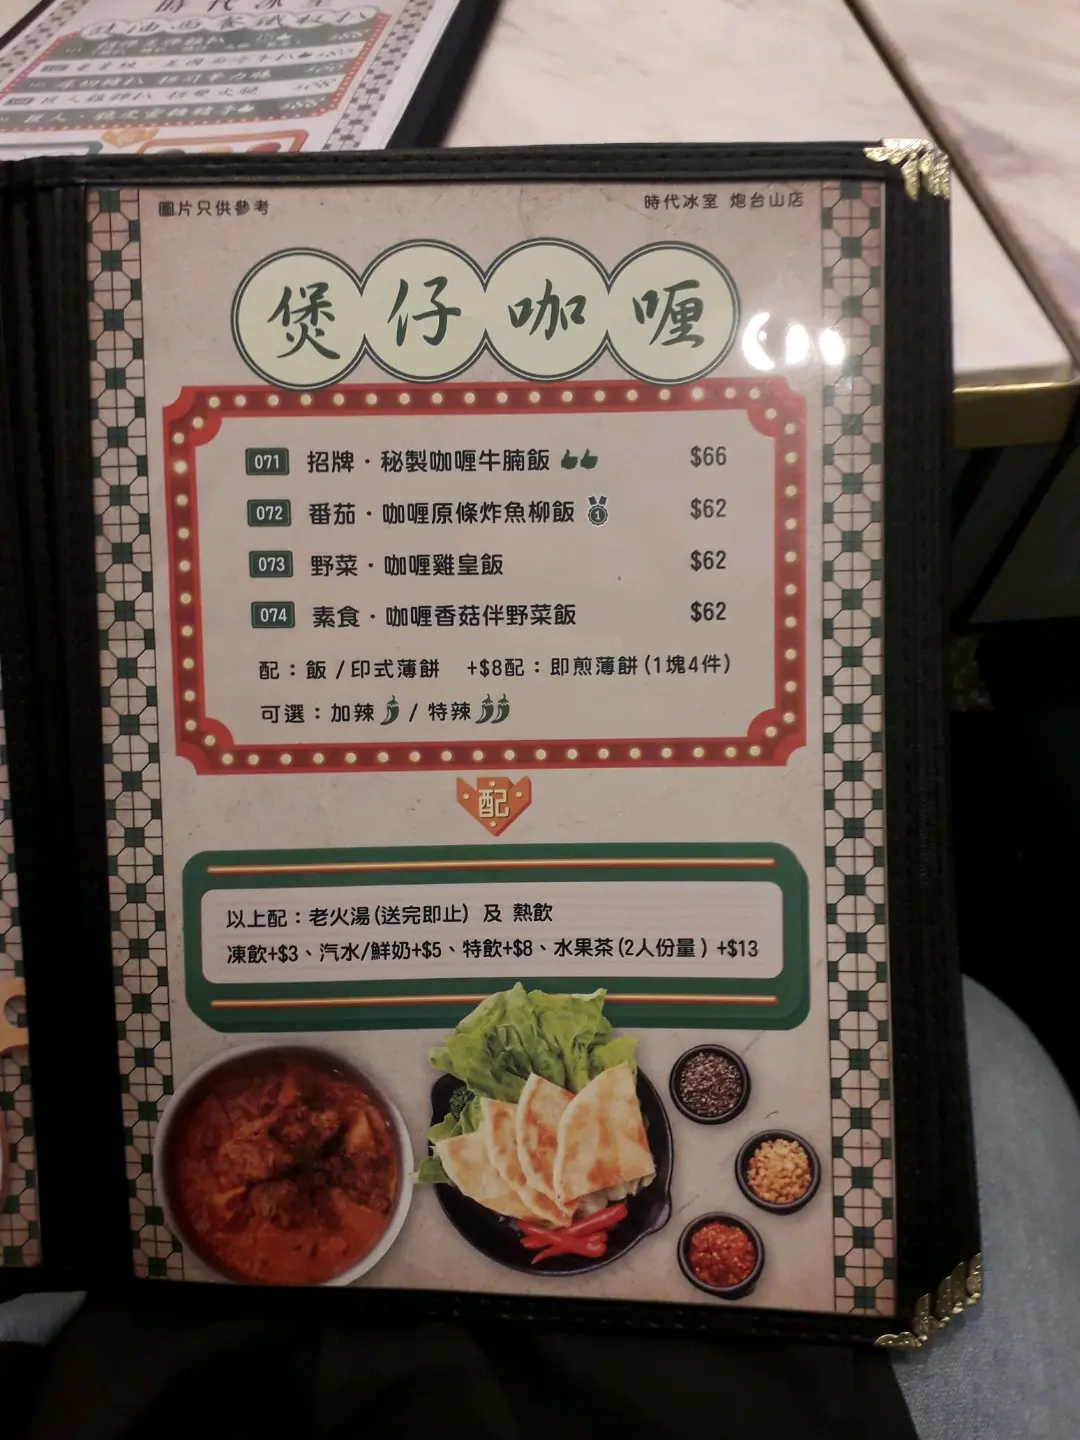 時代冰室
圖片只供參考
時代冰室 炮台山店
煲仔咖喱
071 招牌·秘製咖喱牛腩飯 $66
072 番茄·咖喱原條炸魚柳飯 1 $62
073 野菜·咖喱雞皇飯 $62
074 素食·咖喱香菇伴野菜飯 $62
配：飯/印式薄餅 +$8配：即煎薄餅(1塊4件)
可選：加辣 / 特辣
配
以上配：老火湯(送完即止) 及 熱飲
凍飲+$3、汽水/鮮奶+$5、特飲+$8、水果茶(2人份量) +$13